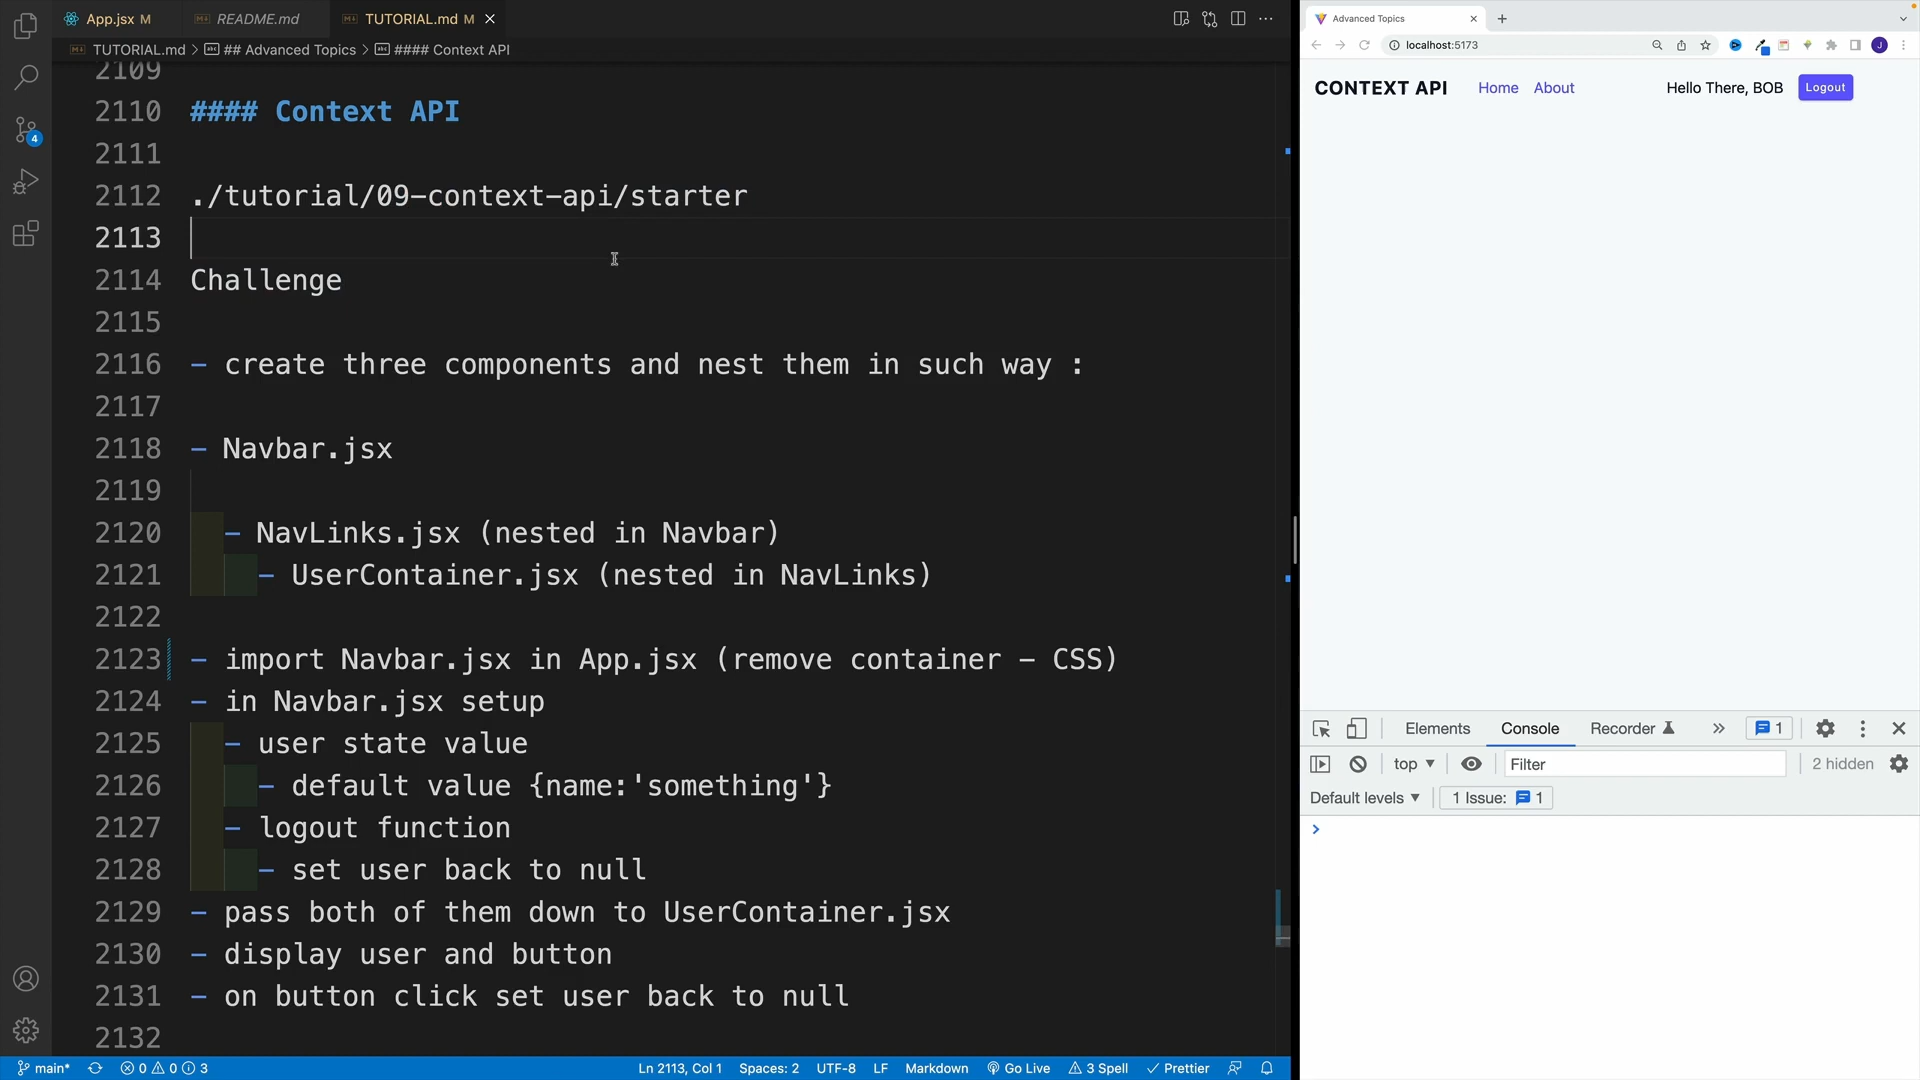 App.jsx M
README.md
TUTORIAL.md M
TUTORIAL.md > ## Advanced Topics > #### Context API
2109
2110 #### Context API
2111
2112 ./tutorial/09-context-api/starter
2113
2114 Challenge
2115
2116 - create three components and nest them in such way :
2117
2118 - Navbar.jsx
2119
2120 - NavLinks.jsx (nested in Navbar)
2121 - UserContainer.jsx (nested in NavLinks)
2122
2123 - import Navbar.jsx in App.jsx (remove container - CSS)
2124 - in Navbar.jsx setup
2125 - user state value
2126 - default value {name:'something'}
2127 - logout function
2128 - set user back to null
2129 - pass both of them down to UserContainer.jsx
2130 - display user and button
2131 - on button click set user back to null
2132
4
main* 0 0 3 Ln 2113, Col 1 Spaces: 2 UTF-8 LF Markdown Go Live 3 Spell Prettier
Advanced Topics
localhost:5173
J
CONTEXT API Home About Hello There, BOB Logout
Elements Console Recorder 1
top Filter 2 hidden
Default levels 1 Issue: 1